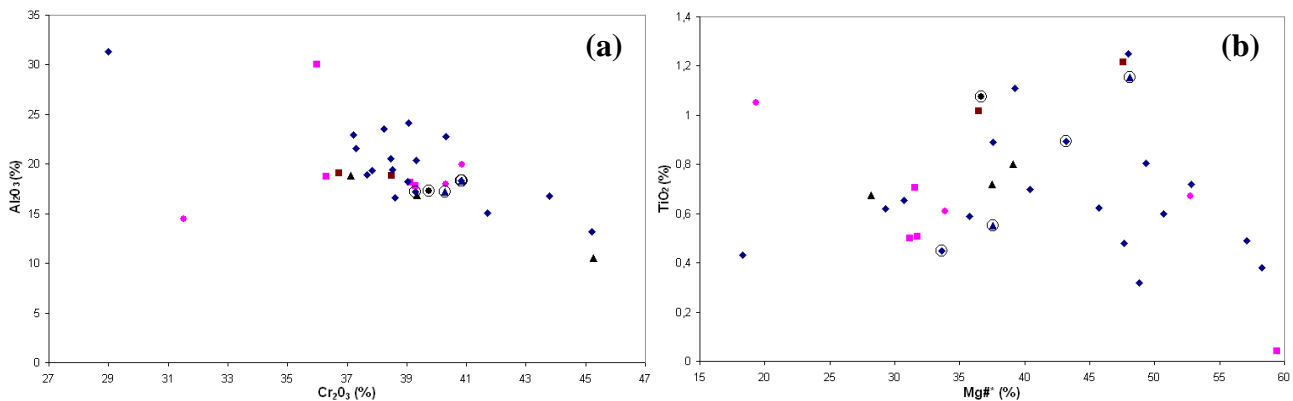 (a)
35
30
25
20
15
10
5
0
Al₂O₃ (%)
27 29 31 33 35 37 39 41 43 45 47
Cr₂O₃ (%)
(b)
1,4
1,2
1
0,8
0,6
0,4
0,2
0
TiO₂ (%)
15 20 25 30 35 40 45 50 55 60
Mg#* (%)